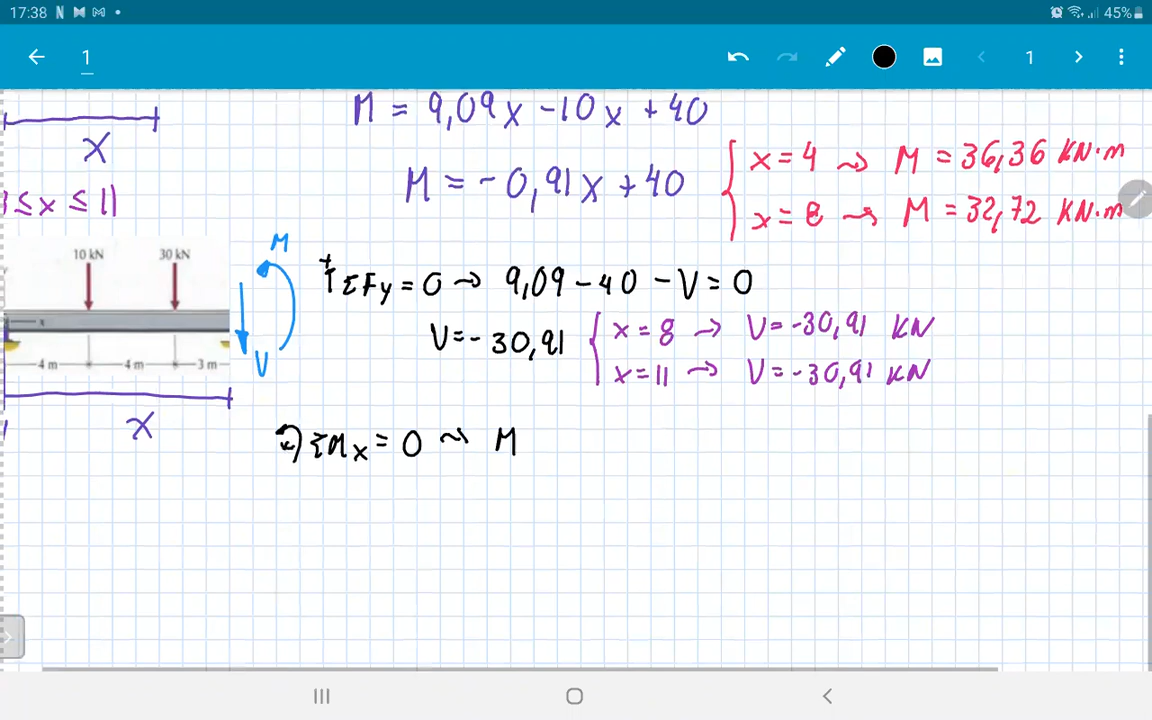 17:38 N 45%
1 1
M = 9,09x -10x +40
x
M = -0,91x +40
x = 4 → M = 36,36 KN·m
x = 8 → M = 32,72 KN·m
≤ x ≤ 11
10 kN 30 kN
M
+↑ΣFy = 0 → 9,09 - 40 - V = 0
V = - 30,91
x = 8 → V = -30,91 KN
x = 11 → V = -30,91 KN
x
4 m 4 m 3 m
V
x
ΣMx = 0 → M